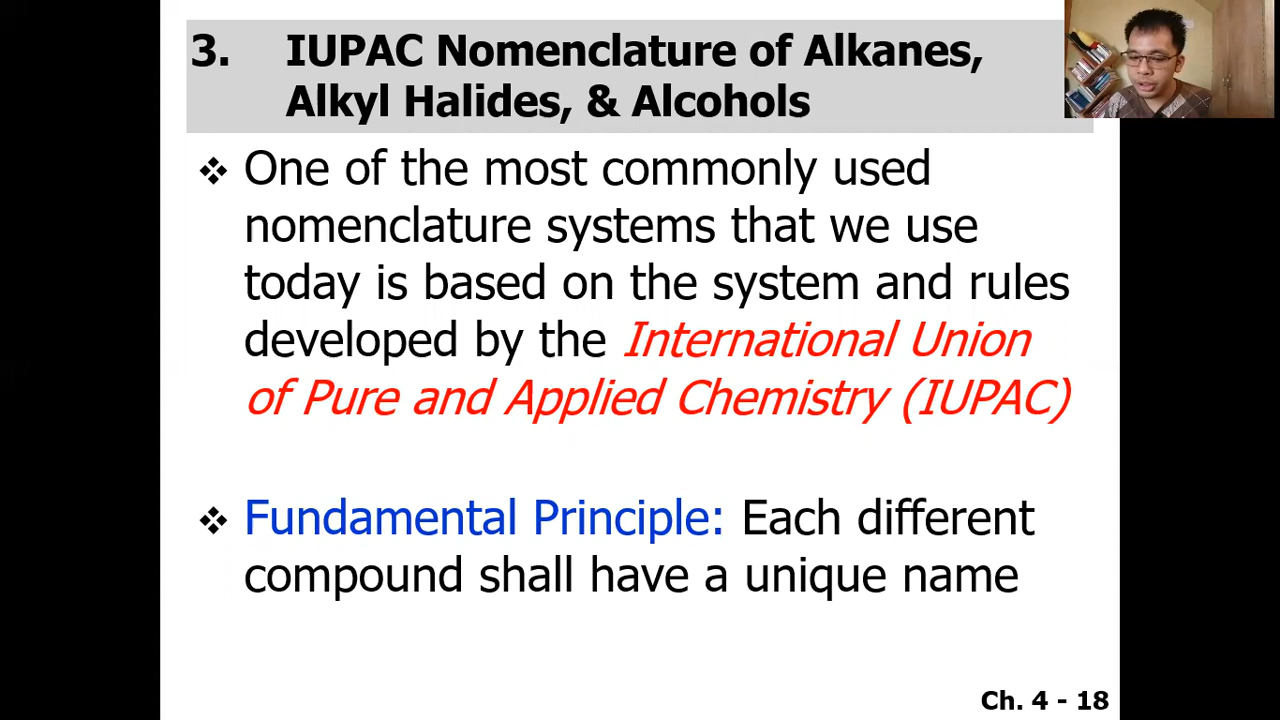 3. IUPAC Nomenclature of Alkanes,
Alkyl Halides, & Alcohols
❖ One of the most commonly used
nomenclature systems that we use
today is based on the system and rules
developed by the International Union
of Pure and Applied Chemistry (IUPAC)
❖ Fundamental Principle: Each different
compound shall have a unique name
Ch. 4 - 18